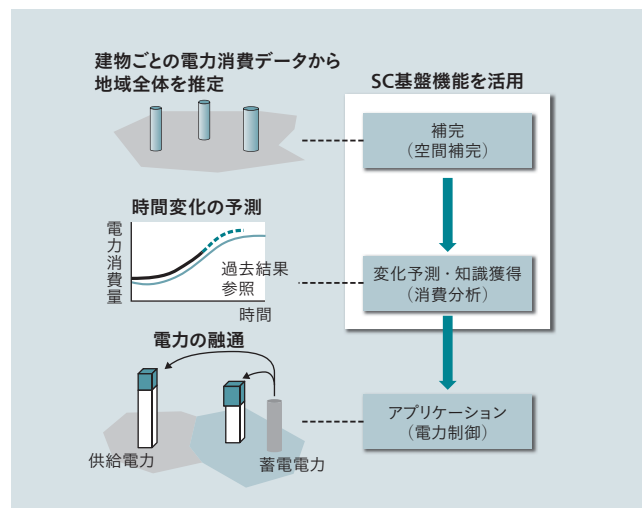 建物ごとの電力消費データから
地域全体を推定
SC基盤機能を活用
補完
(空間補完)
時間変化の予測
電力消費量
過去結果
参照
時間
変化予測・知識獲得
(消費分析)
電力の融通
供給電力
蓄電電力
アプリケーション
(電力制御)